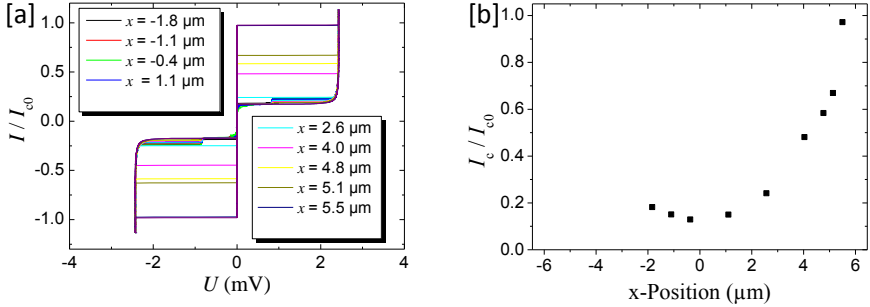 [a]
1.0
0.5
0.0
-0.5
-1.0
I / I_c0
x = -1.8 µm
x = -1.1 µm
x = -0.4 µm
x = 1.1 µm
x = 2.6 µm
x = 4.0 µm
x = 4.8 µm
x = 5.1 µm
x = 5.5 µm
-4 -2 0 2 4
U (mV)
[b]
1.0
0.8
0.6
0.4
0.2
0.0
I_c / I_c0
-6 -4 -2 0 2 4 6
x-Position (µm)